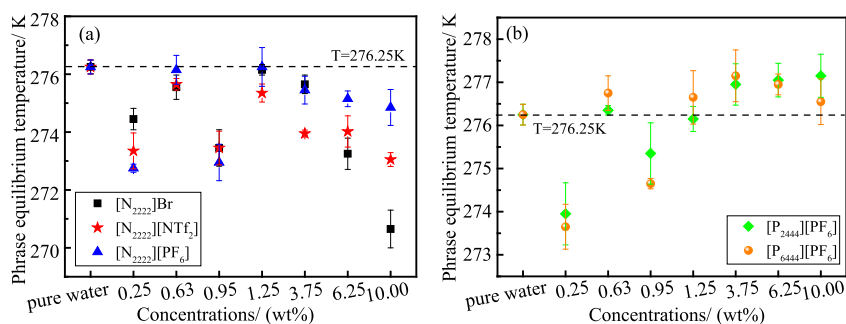 (a)
Phrase equilibrium temperature/ K
278
276
274
272
270
T=276.25K
[N₂₂₂₂]Br
[N₂₂₂₂][NTf₂]
[N₂₂₂₂][PF₆]
pure water 0.25 0.63 0.95 1.25 3.75 6.25 10.00
Concentrations/ (wt%)
(b)
Phrase equilibrium temperature/ K
278
277
276
275
274
273
T=276.25K
[P₂₄₄₄][PF₆]
[P₆₄₄₄][PF₆]
pure water 0.25 0.63 0.95 1.25 3.75 6.25 10.00
Concentrations/ (wt%)